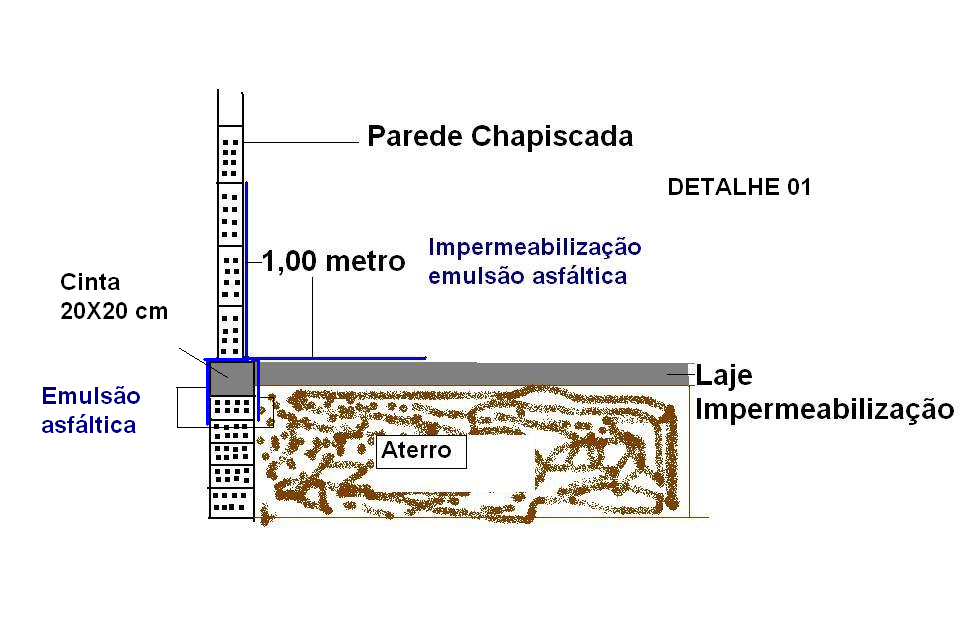 Parede Chapiscada
DETALHE 01
Impermeabilização
emulsão asfáltica
1,00 metro
Cinta
20X20 cm
Laje
Impermeabilização
Emulsão
asfáltica
Aterro